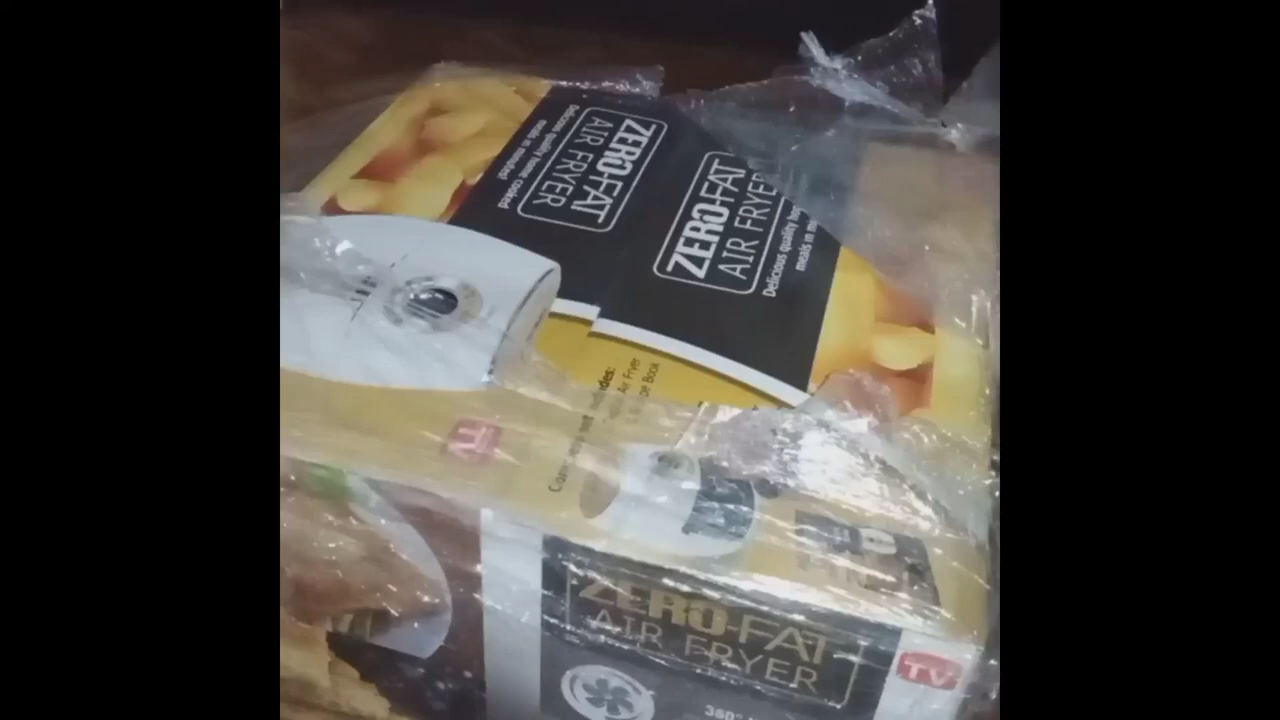 ZERO-FAT
AIR FRYER
Delicious quality home cooked
meals in minutes!
ZERO-FAT
AIR FRYER
Delicious quality
meals in
Air Fryer
Book
ZERO-FAT
AIR FRYER
TV
360°